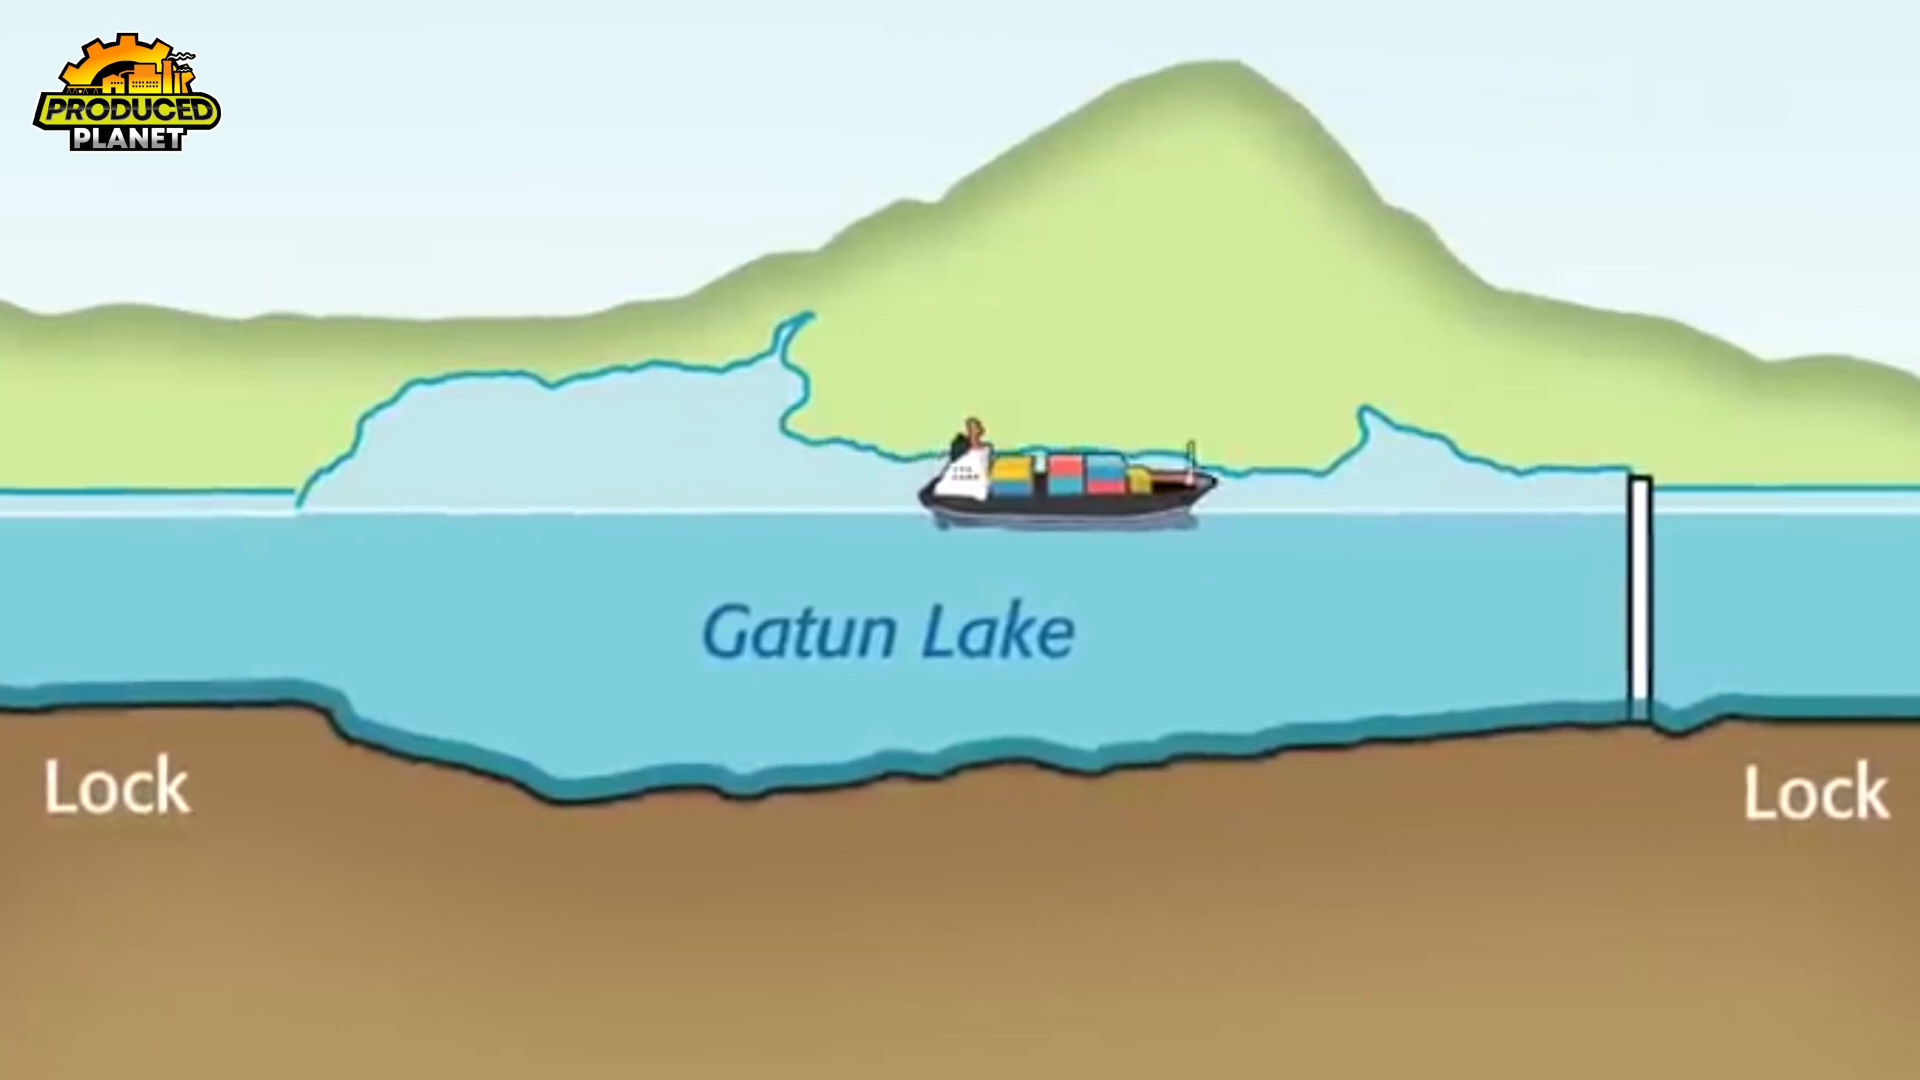 PRODUCED
PLANET
Gatun Lake
Lock
Lock